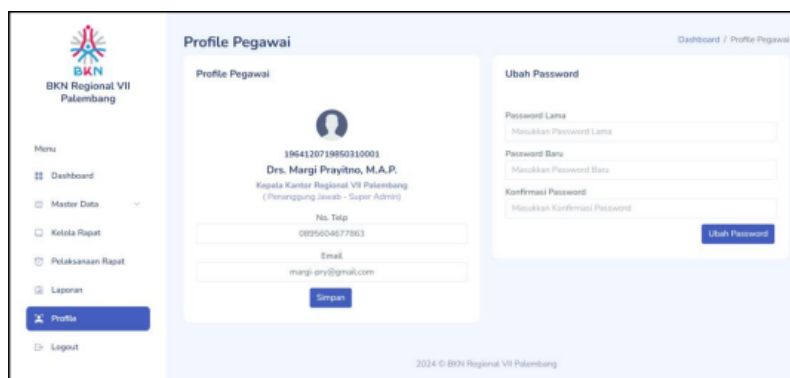 BKN
BKN Regional VII
Palembang
Menu
Dashboard
Master Data
Kelola Rapat
Pelaksanaan Rapat
Laporan
Profile
Logout
Profile Pegawai
Dashboard / Profile Pegawai
Profile Pegawai
1964120719850310001
Drs. Margi Prayitno, M.A.P.
Kepala Kantor Regional VII Palembang
( Penanggung Jawab - Super Admin)
No. Telp
0895604677863
Email
margi-pry@gmail.com
Simpan
Ubah Password
Password Lama
Masukkan Password Lama
Password Baru
Masukkan Password Baru
Konfirmasi Password
Masukkan Konfirmasi Password
Ubah Password
2024 © BKN Regional VII Palembang